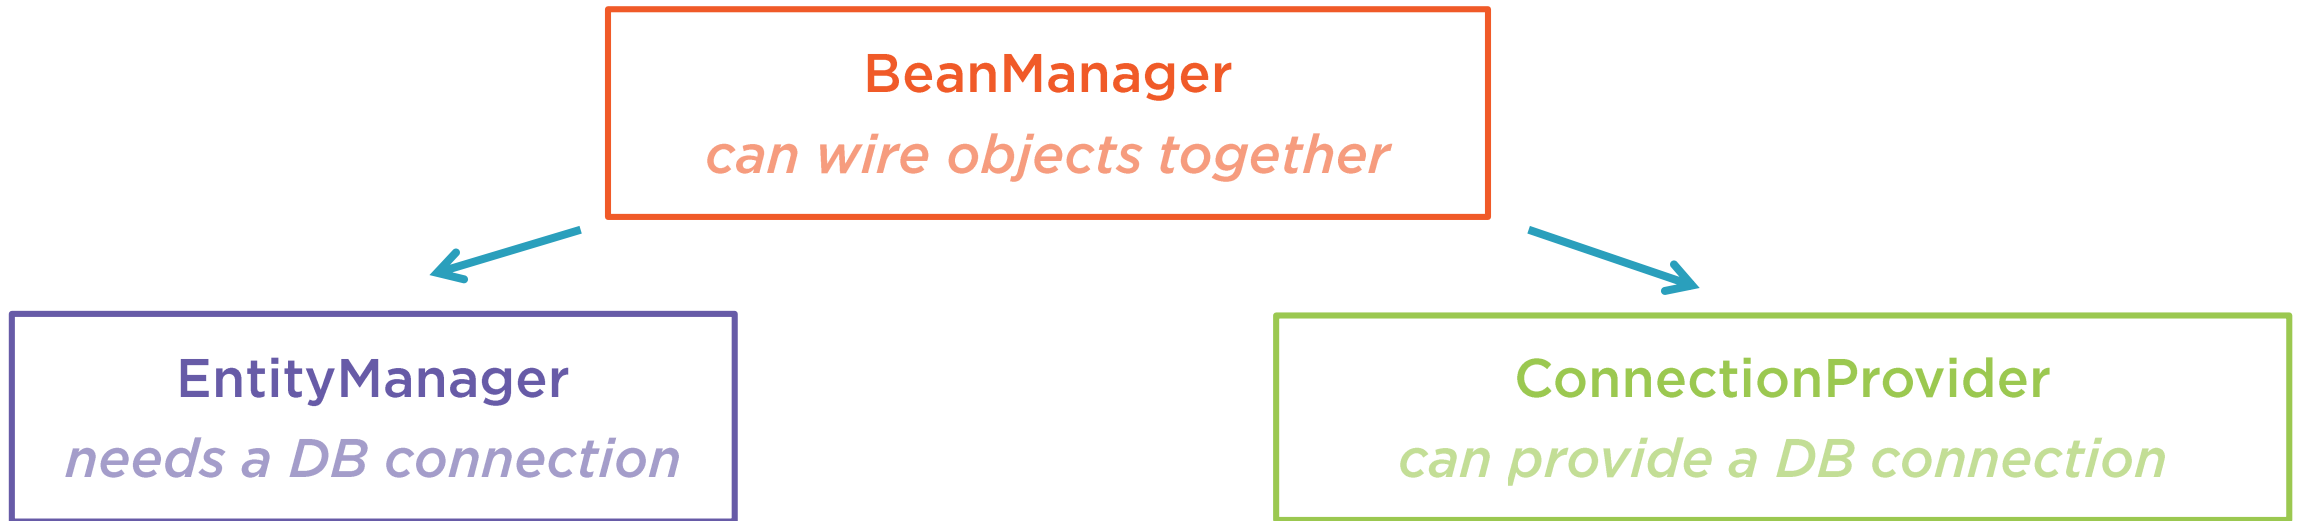 BeanManager
can wire objects together
EntityManager
needs a DB connection
ConnectionProvider
can provide a DB connection